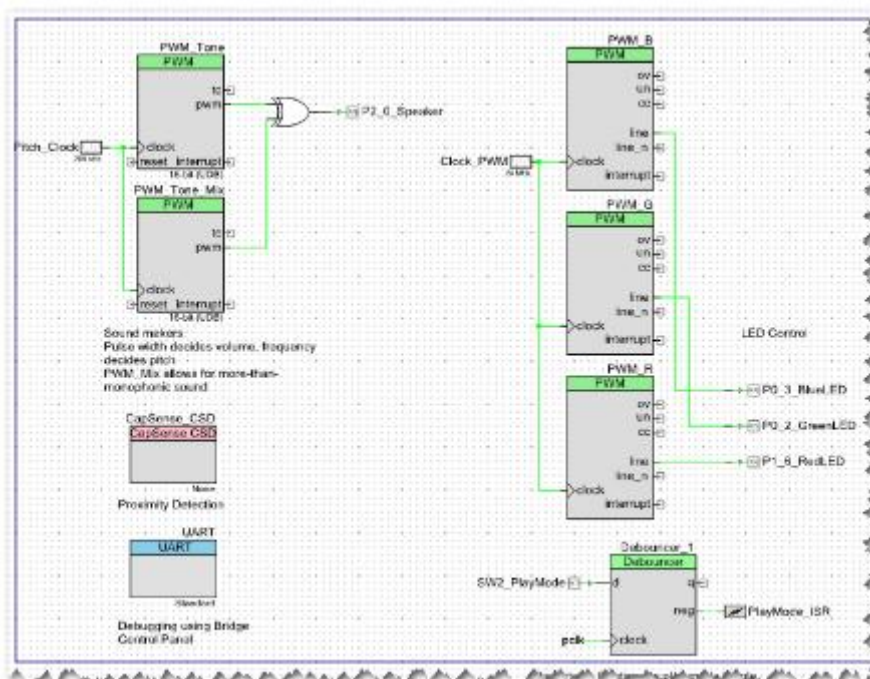 PWM_Tone
PWM
tc
pwm
P2_0_Speaker
Pitch_Clock
clock
reset interrupt
PWM_Tone_Mix
PWM
tc
pwm
clock
reset interrupt
Sound makers
Pulse width decides volume, frequency
decides pitch
PWM_Mix allows for more-than-
monophonic sound
CapSense_CSD
CapSense CSD
None
Proximity Detection
UART
UART
Standard
Debugging using Bridge
Control Panel
PWM_B
PWM
ov
un
cc
line
line_n
Clock_PWM
clock
interrupt
PWM_G
PWM
ov
un
cc
line
line_n
clock
interrupt
LED Control
PWM_R
PWM
ov
un
cc
line
line_n
clock
interrupt
P0_3_BlueLED
P0_2_GreenLED
P1_6_RedLED
Debouncer_1
Debouncer
SW2_PlayMode
d
q
neg
PlayMode_ISR
pclk
clock